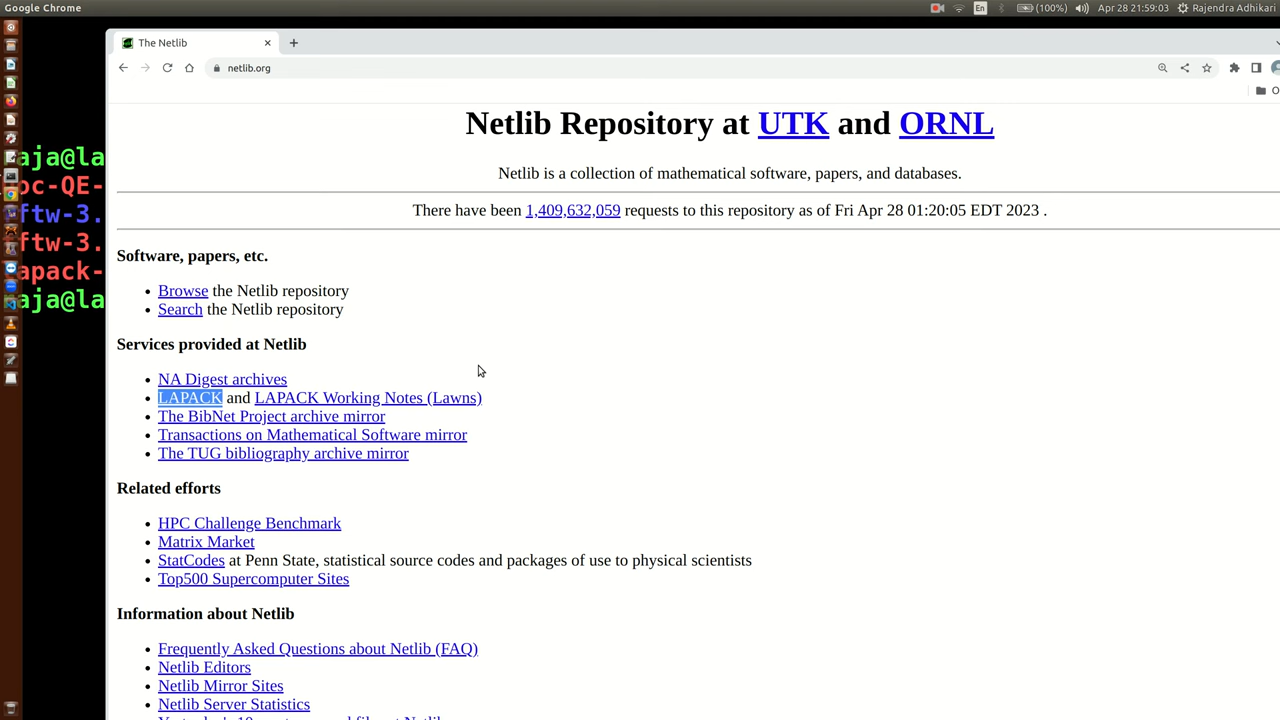 Google Chrome
En
(100%)
Apr 28 21:59:03
Rajendra Adhikari
The Netlib
netlib.org
Netlib Repository at UTK and ORNL
Netlib is a collection of mathematical software, papers, and databases.
There have been 1,409,632,059 requests to this repository as of Fri Apr 28 01:20:05 EDT 2023 .
Software, papers, etc.
• Browse the Netlib repository
• Search the Netlib repository
Services provided at Netlib
• NA Digest archives
• LAPACK and LAPACK Working Notes (Lawns)
• The BibNet Project archive mirror
• Transactions on Mathematical Software mirror
• The TUG bibliography archive mirror
Related efforts
• HPC Challenge Benchmark
• Matrix Market
• StatCodes at Penn State, statistical source codes and packages of use to physical scientists
• Top500 Supercomputer Sites
Information about Netlib
• Frequently Asked Questions about Netlib (FAQ)
• Netlib Editors
• Netlib Mirror Sites
• Netlib Server Statistics
aja@la
oc-QE-
ftw-3.
ftw-3.
apack-
aja@la